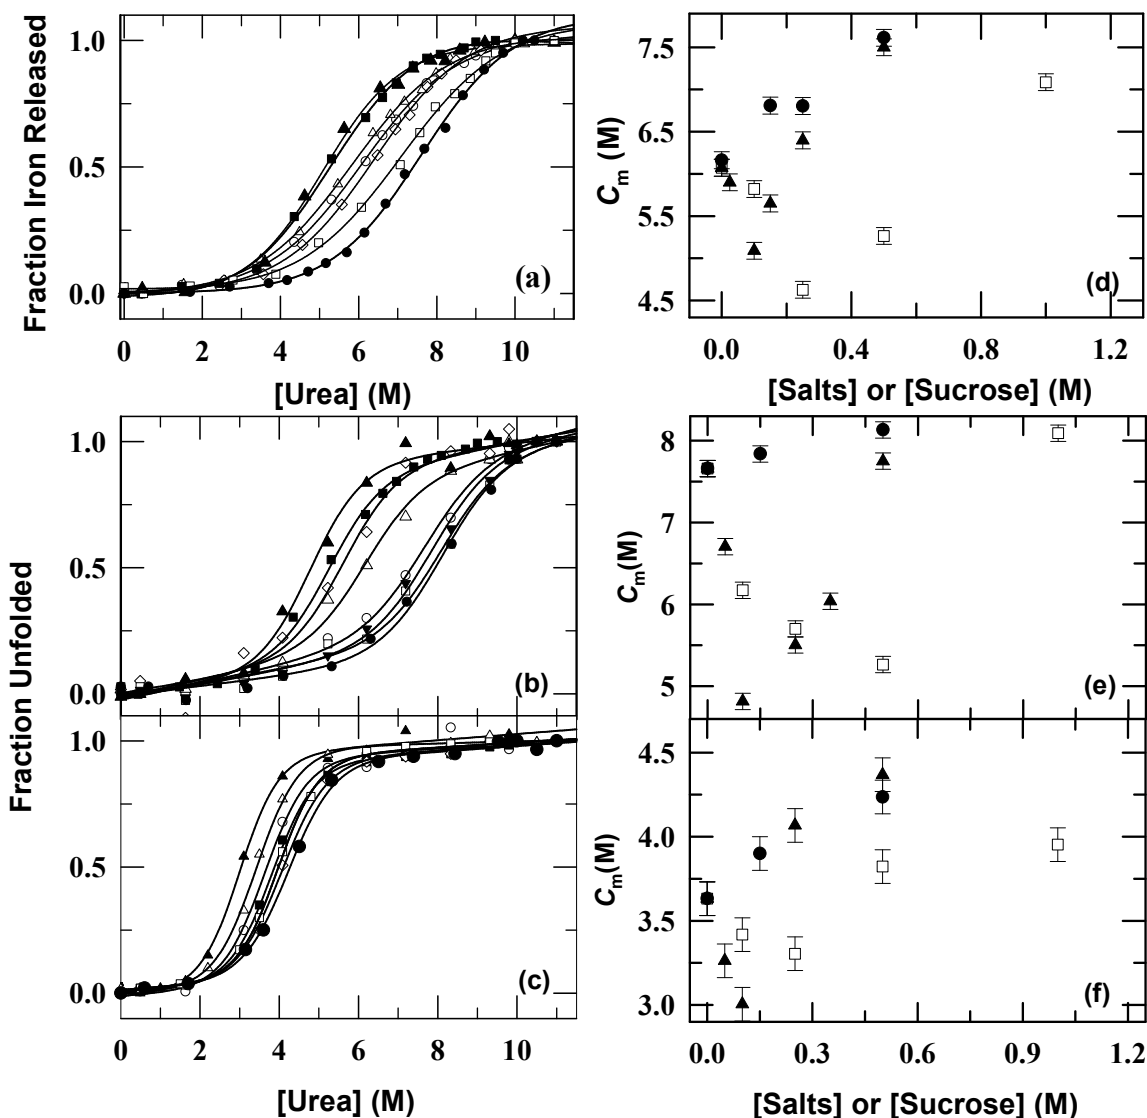 1.0
0.5
0.0
Fraction Iron Released
(a)
0 2 4 6 8 10
[Urea] (M)
7.5
6.5
5.5
4.5
Cm (M)
(d)
0.0 0.4 0.8 1.2
[Salts] or [Sucrose] (M)
1.0
0.5
0.0
(b)
Fraction Unfolded
1.0
0.5
0.0
(c)
0 2 4 6 8 10
[Urea] (M)
8
7
6
5
Cm(M)
(e)
4.5
4.0
3.5
3.0
Cm(M)
(f)
0.0 0.3 0.6 0.9 1.2
[Salts] or [Sucrose] (M)